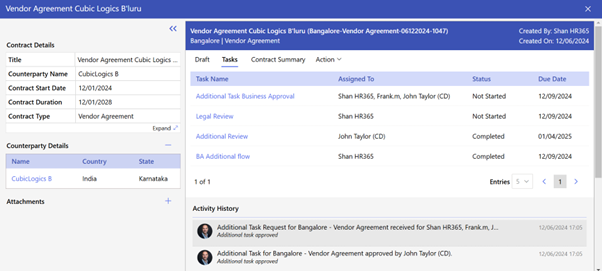 Vendor Agreement Cubic Logics B'luru
Contract Details
Title Vendor Agreement Cubic Logics ...
Counterparty Name CubicLogics B
Contract Start Date 12/01/2024
Contract Duration 12/01/2028
Contract Type Vendor Agreement
Expand
Counterparty Details
Name Country State
CubicLogics B India Karnataka
Attachments
Vendor Agreement Cubic Logics B'luru (Bangalore-Vendor-Agreement-06122024-1047)
Bangalore | Vendor Agreement
Created By: Shan HR365
Created On: 12/06/2024
Draft Tasks Contract Summary Action
Task Name Assigned To Status Due Date
Additional Task Business Approval Shan HR365, Frank.m, John Taylor (CD) Not Started 12/09/2024
Legal Review Shan HR365 Not Started 12/09/2024
Additional Review John Taylor (CD) Completed 01/04/2025
BA Additional flow Shan HR365 Completed 12/09/2024
1 of 1 Entries 5 1
Activity History
Additional Task Request for Bangalore - Vendor Agreement received for Shan HR365, Frank.m, J... 12/06/2024 17:05
Additional task approved
Additional Task for Bangalore - Vendor Agreement approved by John Taylor (CD). 12/06/2024 17:05
Additional task approved